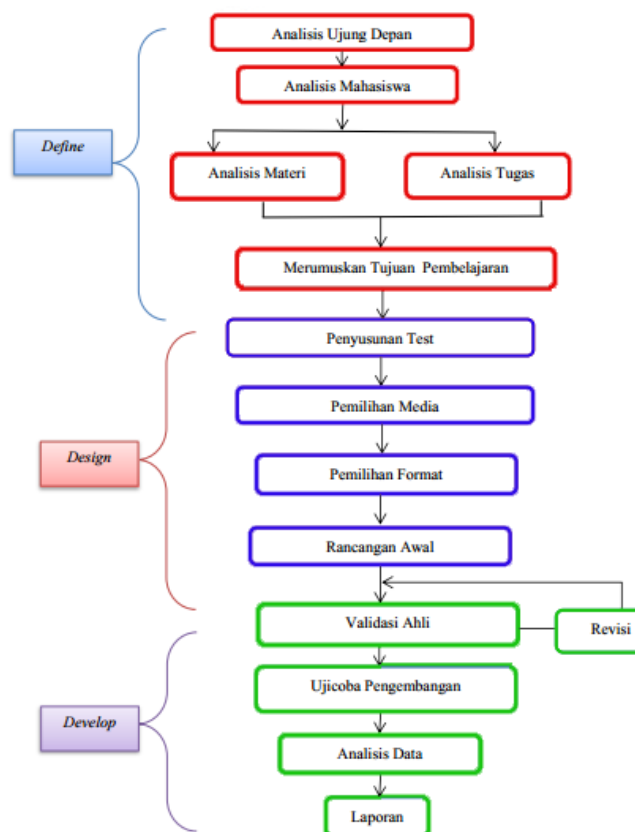 Analisis Ujung Depan
Analisis Mahasiswa
Define
Analisis Materi
Analisis Tugas
Merumuskan Tujuan Pembelajaran
Penyusunan Test
Pemilihan Media
Design
Pemilihan Format
Rancangan Awal
Validasi Ahli
Revisi
Ujicoba Pengembangan
Develop
Analisis Data
Laporan